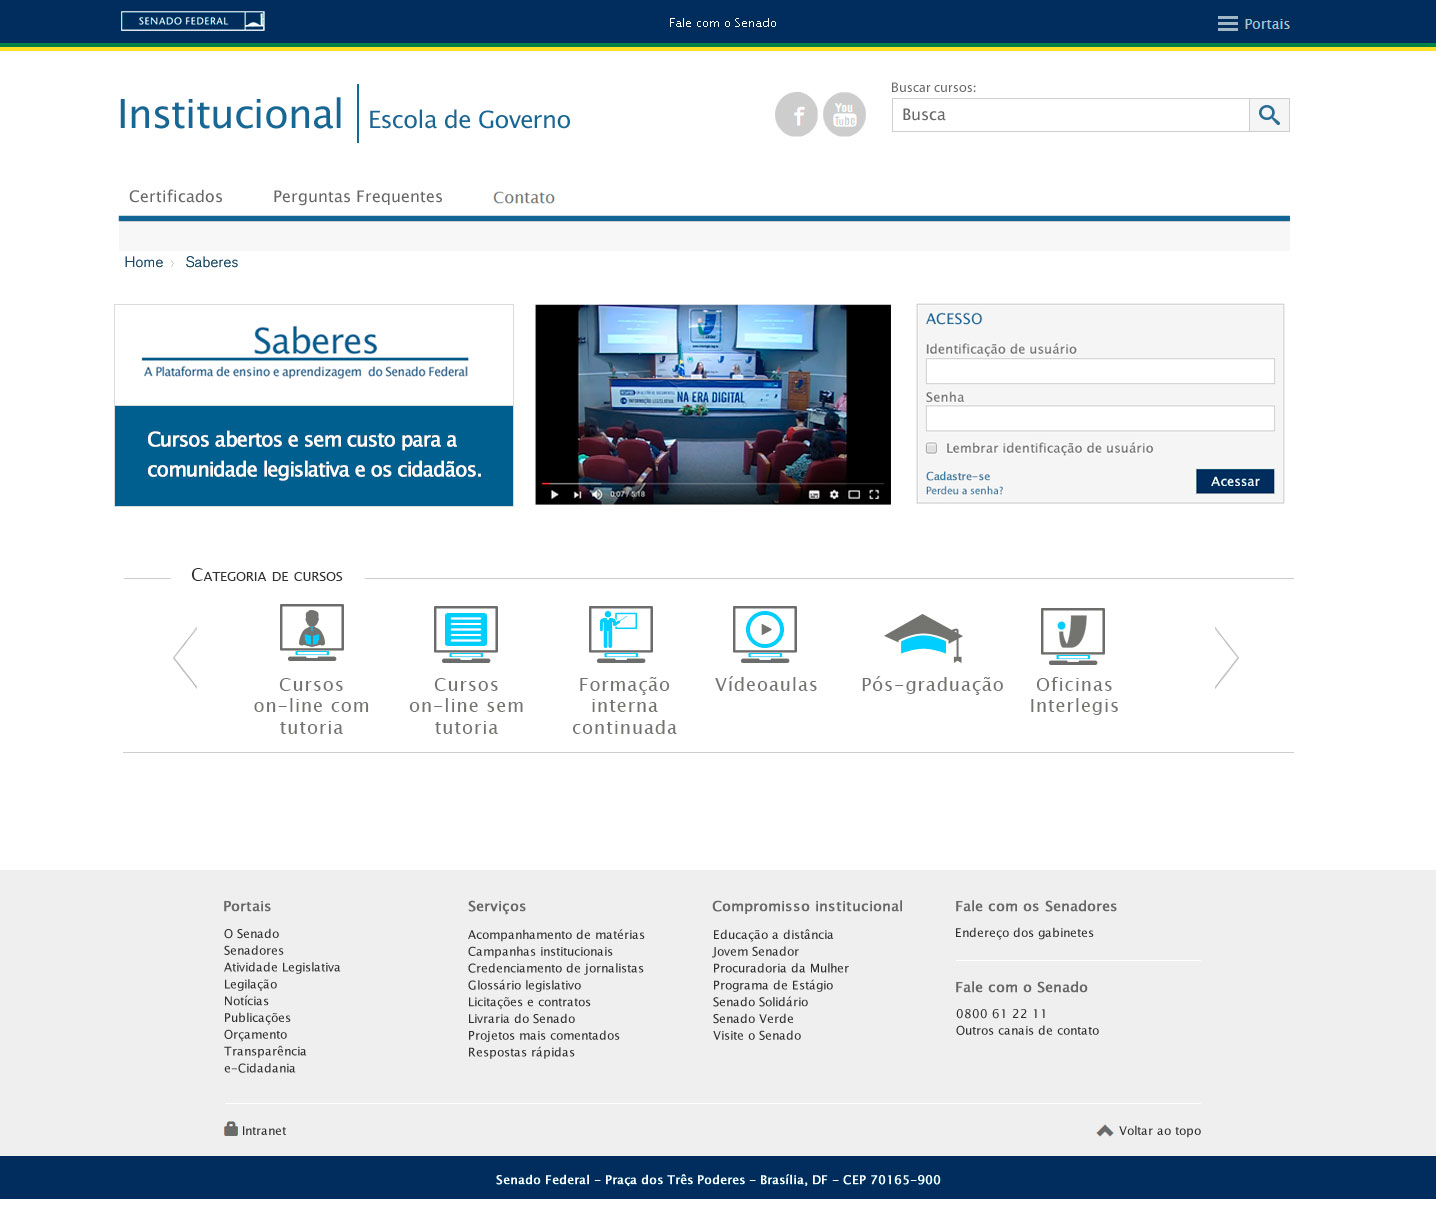 SENADO FEDERAL
Fale com o Senado
Portais
Institucional
Escola de Governo
f
You
Tube
Buscar cursos:
Busca
Certificados
Perguntas Frequentes
Contato
Home › Saberes
Saberes
A Plataforma de ensino e aprendizagem do Senado Federal
Cursos abertos e sem custo para a
comunidade legislativa e os cidadãos.
NA ERA DIGITAL
0:07 / 5:18
ACESSO
Identificação de usuário
Senha
Lembrar identificação de usuário
Cadastre-se
Perdeu a senha?
Acessar
Categoria de cursos
Cursos
on-line com
tutoria
Cursos
on-line sem
tutoria
Formação
interna
continuada
Vídeoaulas
Pós-graduação
Oficinas
Interlegis
Portais
O Senado
Senadores
Atividade Legislativa
Legilação
Notícias
Publicações
Orçamento
Transparência
e-Cidadania
Serviços
Acompanhamento de matérias
Campanhas institucionais
Credenciamento de jornalistas
Glossário legislativo
Licitações e contratos
Livraria do Senado
Projetos mais comentados
Respostas rápidas
Compromisso institucional
Educação a distância
Jovem Senador
Procuradoria da Mulher
Programa de Estágio
Senado Solidário
Senado Verde
Visite o Senado
Fale com os Senadores
Endereço dos gabinetes
Fale com o Senado
0800 61 22 11
Outros canais de contato
Intranet
Voltar ao topo
Senado Federal - Praça dos Três Poderes - Brasília, DF - CEP 70165-900